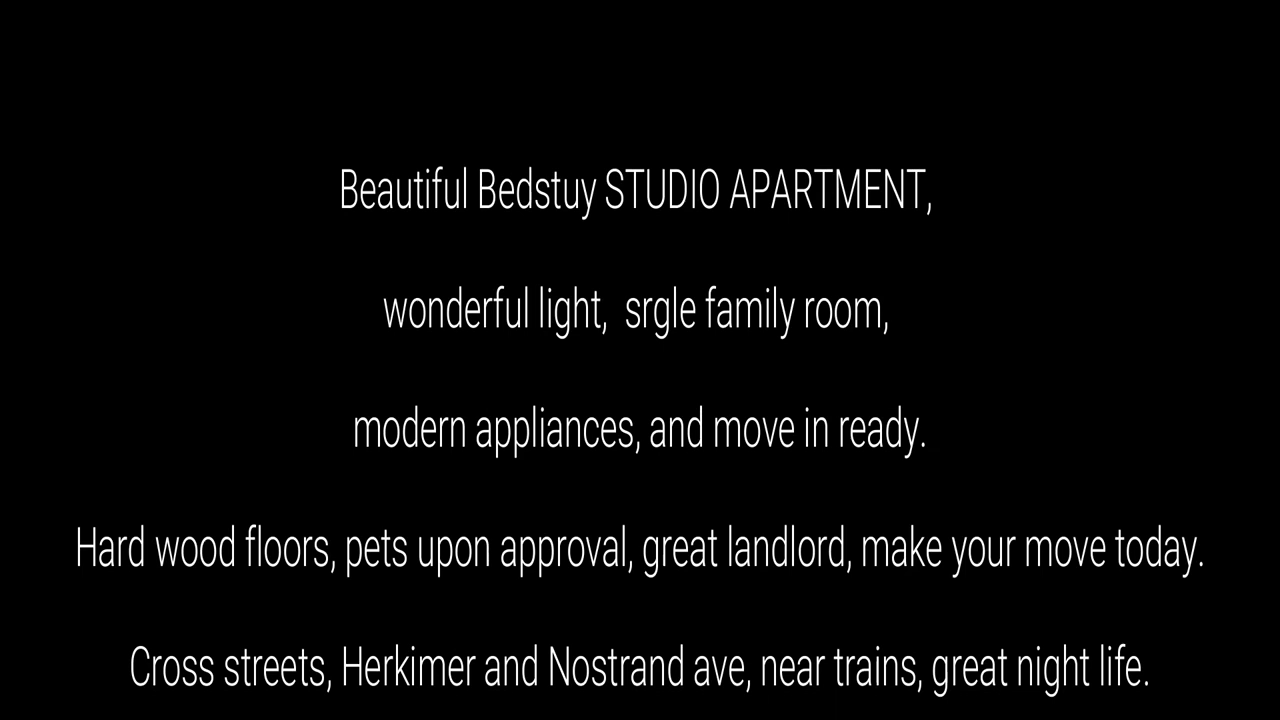 Beautiful Bedstuy STUDIO APARTMENT,
wonderful light,  srgle family room,
modern appliances, and move in ready.
Hard wood floors, pets upon approval, great landlord, make your move today.
Cross streets, Herkimer and Nostrand ave, near trains, great night life.